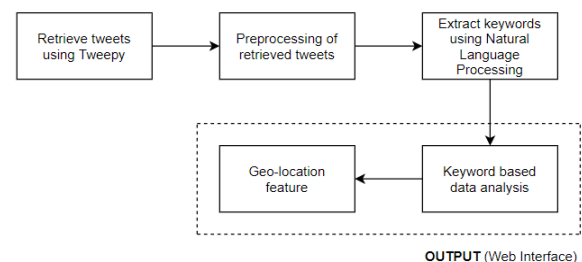 Retrieve tweets
using Tweepy
Preprocessing of
retrieved tweets
Extract keywords
using Natural
Language
Processing
Geo-location
feature
Keyword based
data analysis
OUTPUT (Web Interface)